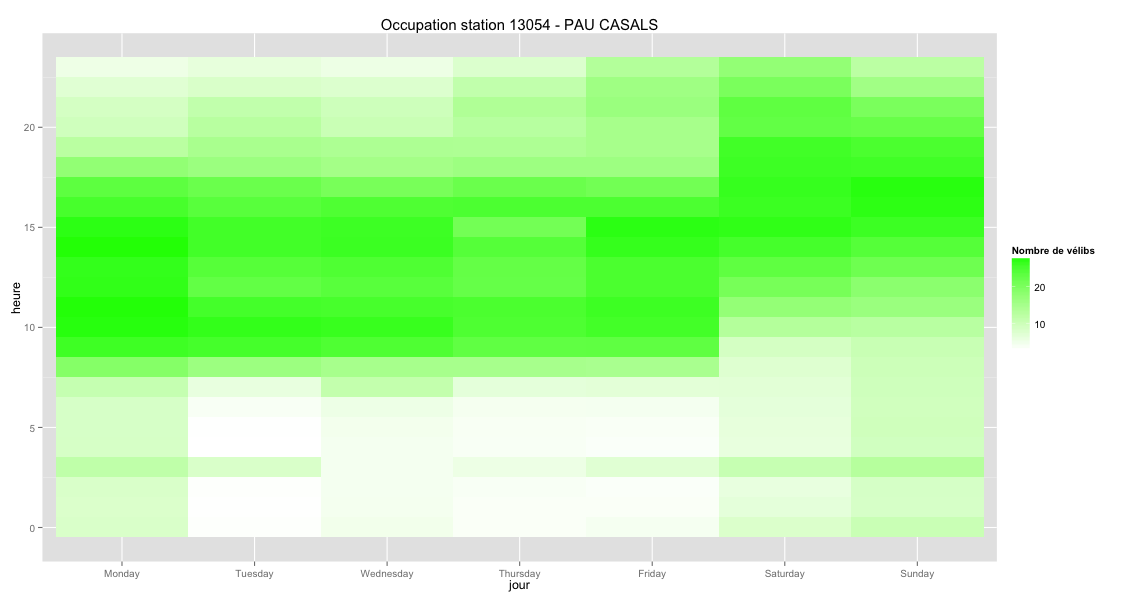 Occupation station 13054 - PAU CASALS
heure
20
15
10
5
0
Monday Tuesday Wednesday Thursday Friday Saturday Sunday
jour
Nombre de vélibs
20
10